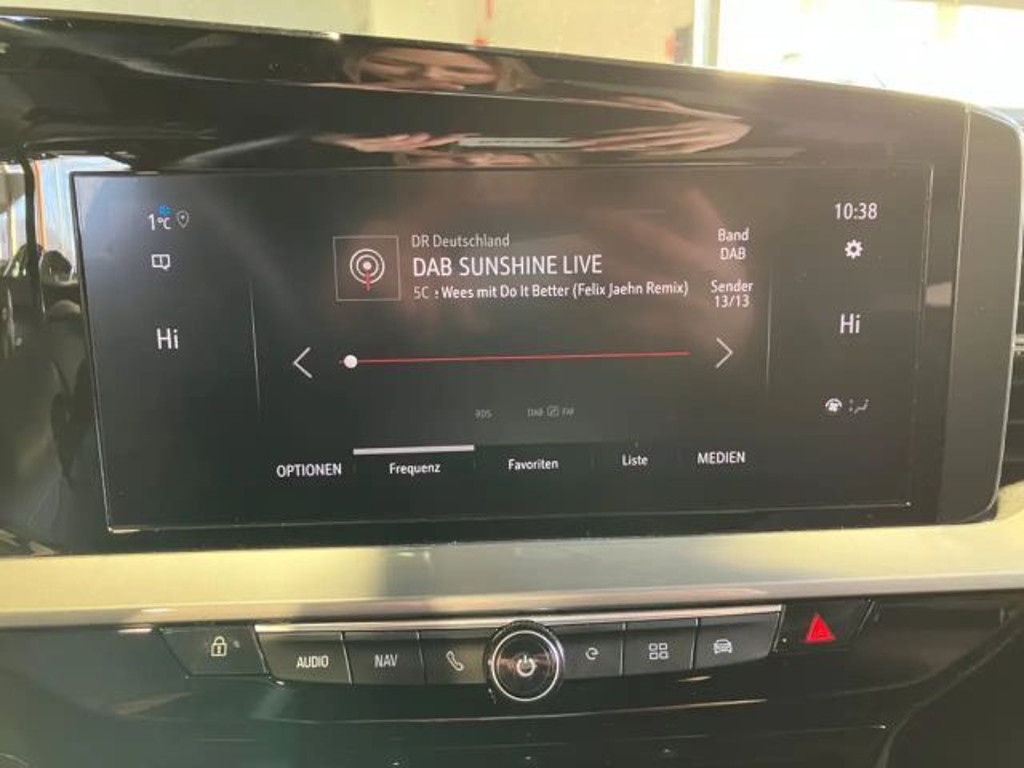 1°C
10:38
DR Deutschland
DAB SUNSHINE LIVE
5C : Wees mit Do It Better (Felix Jaehn Remix)
Band
DAB
Sender
13/13
Hi
Hi
RDS
DAB FM
OPTIONEN
Frequenz
Favoriten
Liste
MEDIEN
AUDIO
NAV